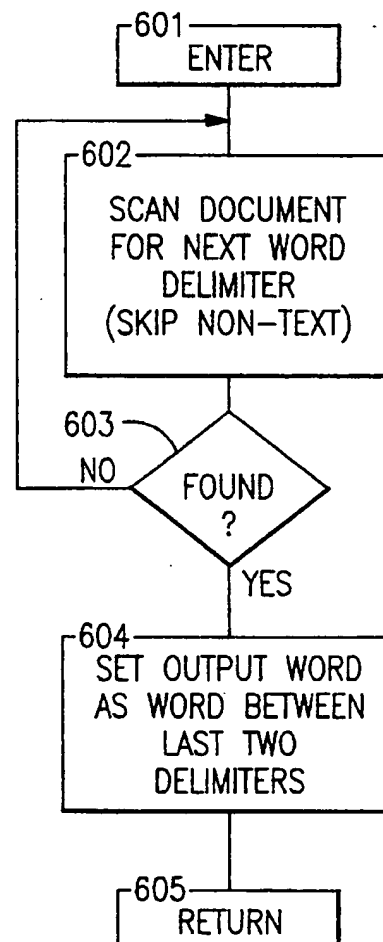 601
ENTER
602
SCAN DOCUMENT
FOR NEXT WORD
DELIMITER
(SKIP NON-TEXT)
603
NO
FOUND
?
YES
604
SET OUTPUT WORD
AS WORD BETWEEN
LAST TWO
DELIMITERS
605
RETURN